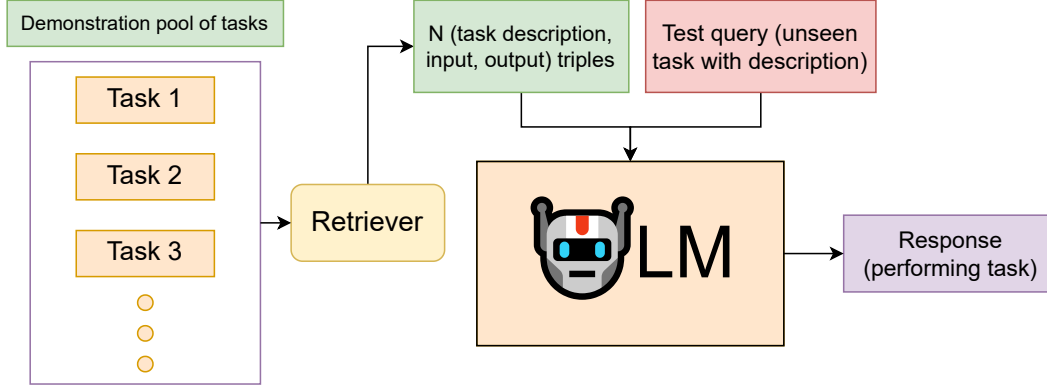 Demonstration pool of tasks
Task 1
Task 2
Task 3
Retriever
N (task description,
input, output) triples
Test query (unseen
task with description)
LM
Response
(performing task)